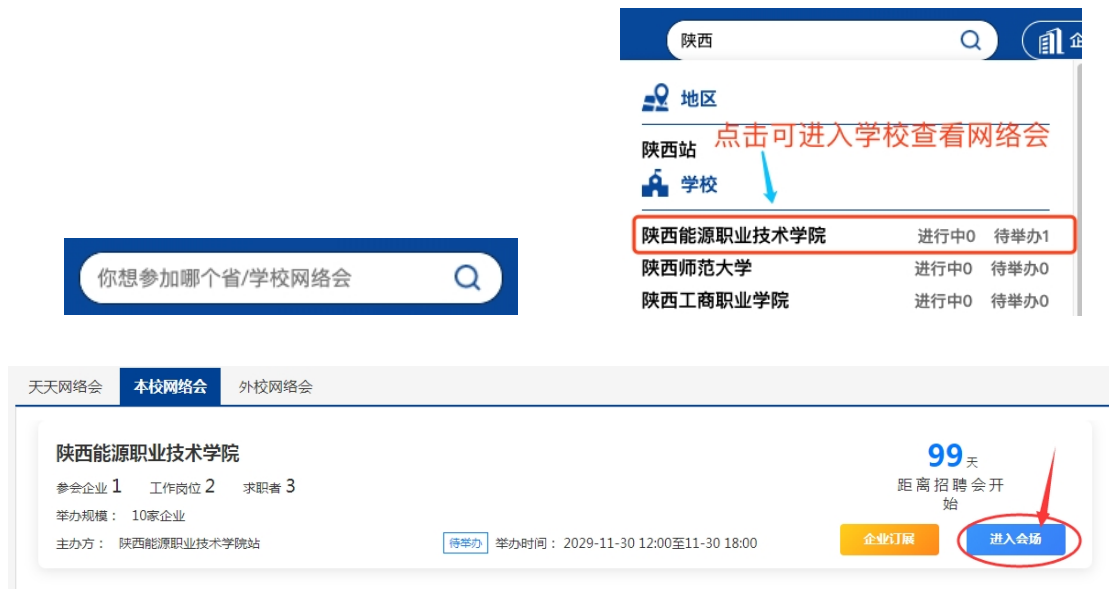 陕西
企
地区
点击可进入学校查看网络会
陕西站
学校
陕西能源职业技术学院 进行中0 待举办1
陕西师范大学 进行中0 待举办0
陕西工商职业学院 进行中0 待举办0
你想参加哪个省/学校网络会
天天网络会 本校网络会 外校网络会
陕西能源职业技术学院
参会企业 1 工作岗位 2 求职者 3
举办规模： 10家企业
主办方： 陕西能源职业技术学院站
待举办 举办时间： 2029-11-30 12:00至11-30 18:00
99 天
距离招聘会开
始
企业订展 进入会场